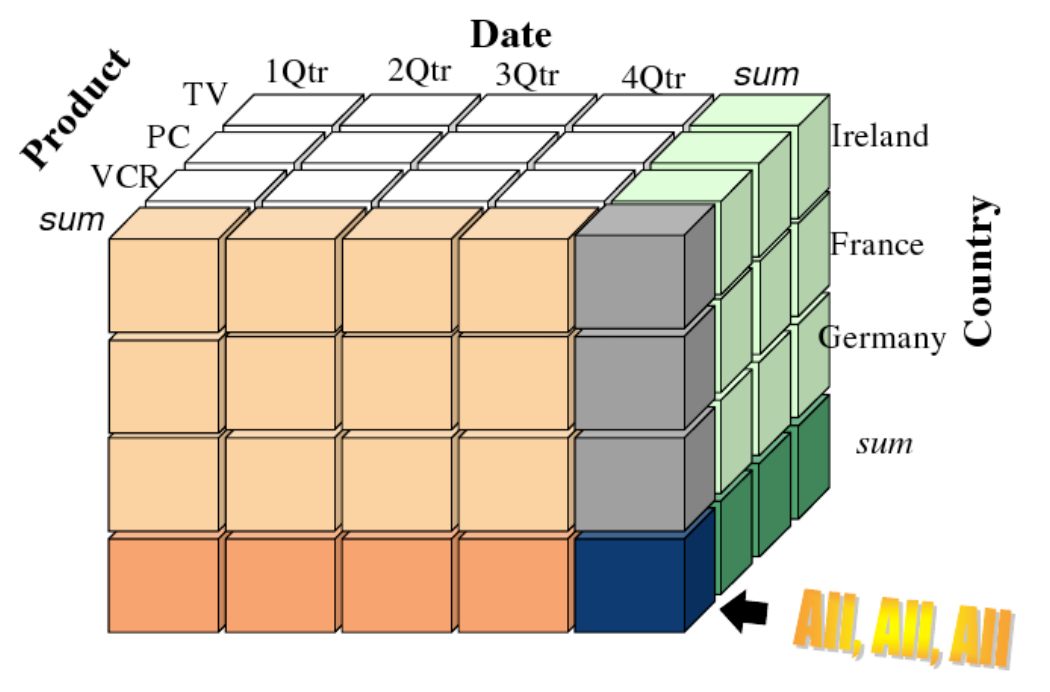 Date
Product
1Qtr 2Qtr 3Qtr 4Qtr sum
TV
PC
VCR
sum
Ireland
France
Germany
sum
Country
All, All, All